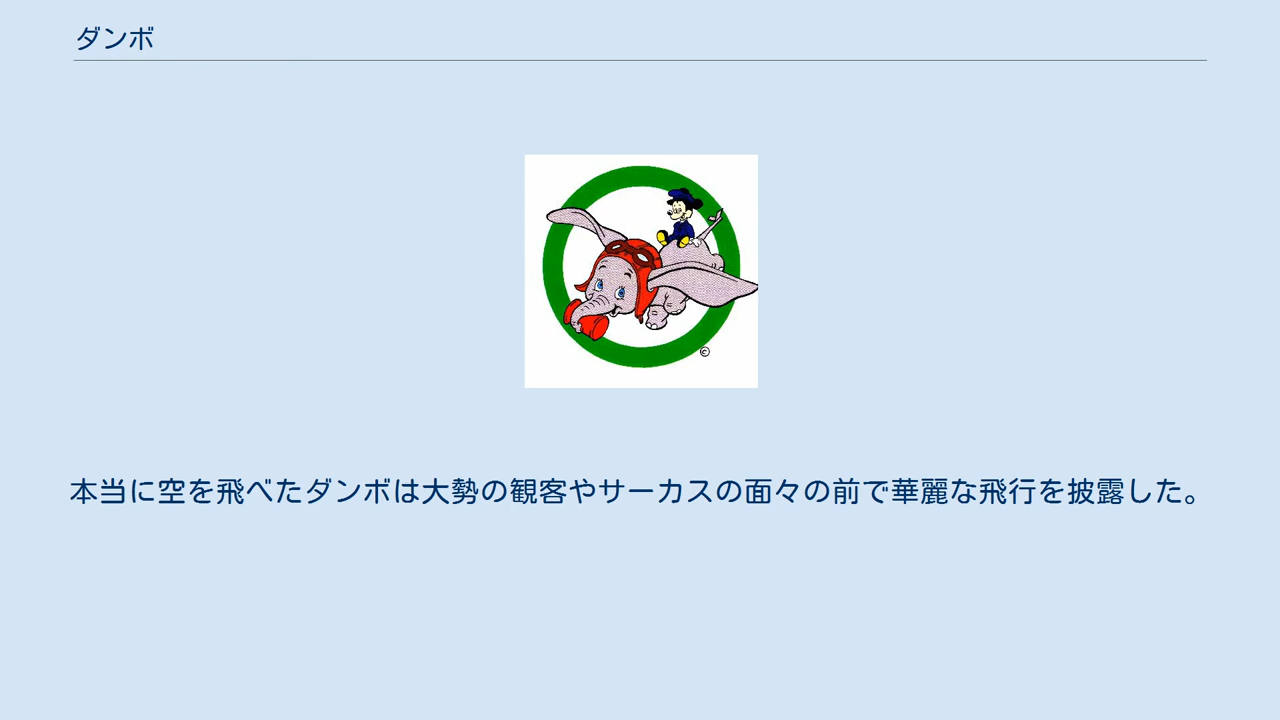 ダンボ
©
本当に空を飛べたダンボは大勢の観客やサーカスの面々の前で華麗な飛行を披露した。